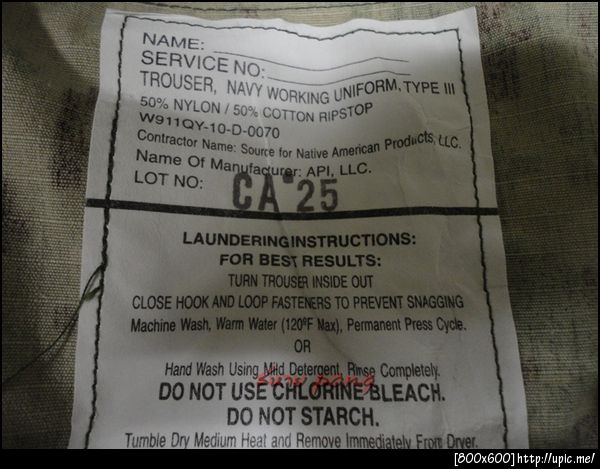 NAME:
SERVICE NO:
TROUSER, NAVY WORKING UNIFORM, TYPE III
50% NYLON / 50% COTTON RIPSTOP
W911QY-10-D-0070
Contractor Name: Source for Native American Products, LLC.
Name Of Manufacturer: API, LLC.
LOT NO: CA 25
LAUNDERING INSTRUCTIONS:
FOR BEST RESULTS:
TURN TROUSER INSIDE OUT
CLOSE HOOK AND LOOP FASTENERS TO PREVENT SNAGGING
Machine Wash, Warm Water (120°F Max), Permanent Press Cycle.
OR
Hand Wash Using Mild Detergent, Rinse Completely.
DO NOT USE CHLORINE BLEACH.
DO NOT STARCH.
Tumble Dry Medium Heat and Remove Immediately From Dryer.
[800x600]http://upic.me/